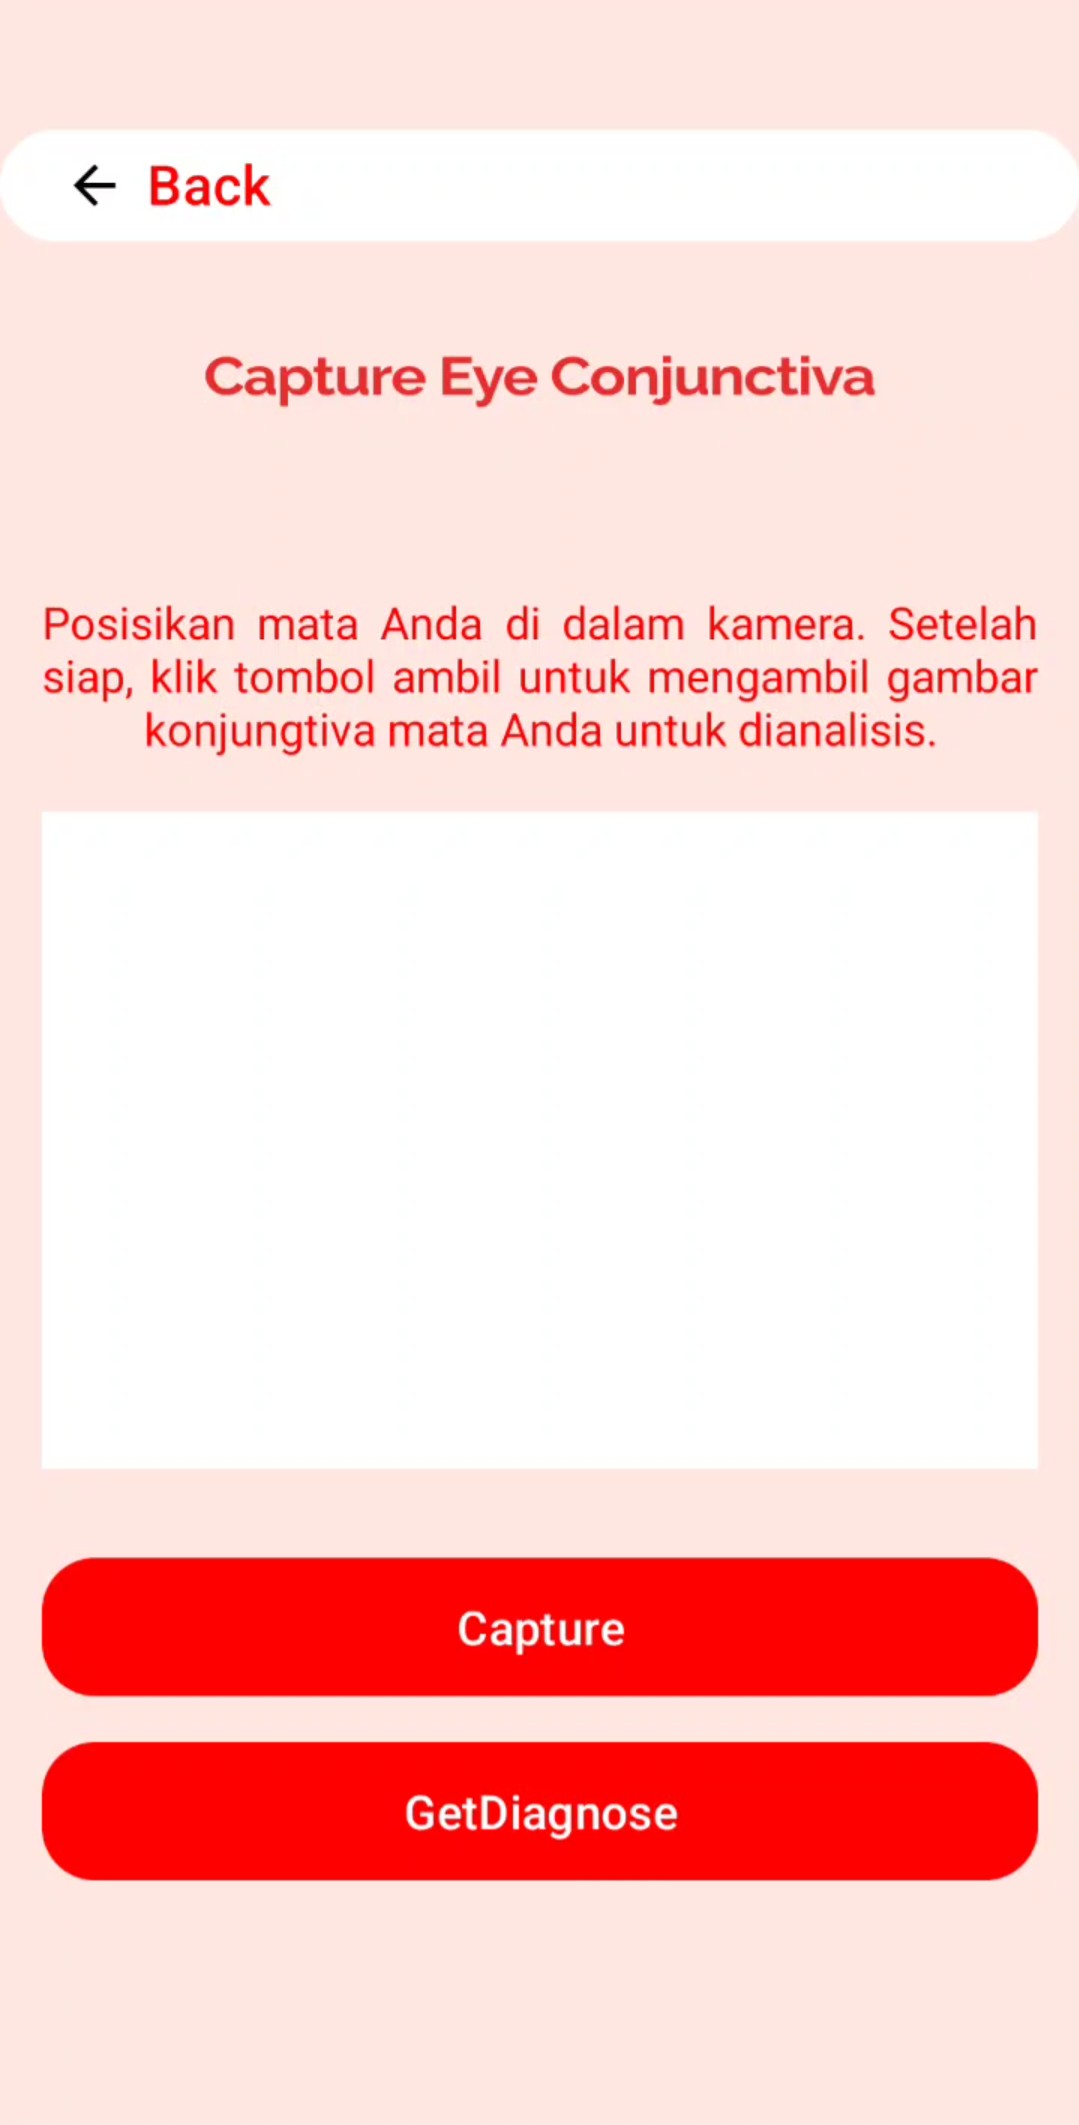 Back
Capture Eye Conjunctiva
Posisikan mata Anda di dalam kamera. Setelah
siap, klik tombol ambil untuk mengambil gambar
konjungtiva mata Anda untuk dianalisis.
Capture
GetDiagnose